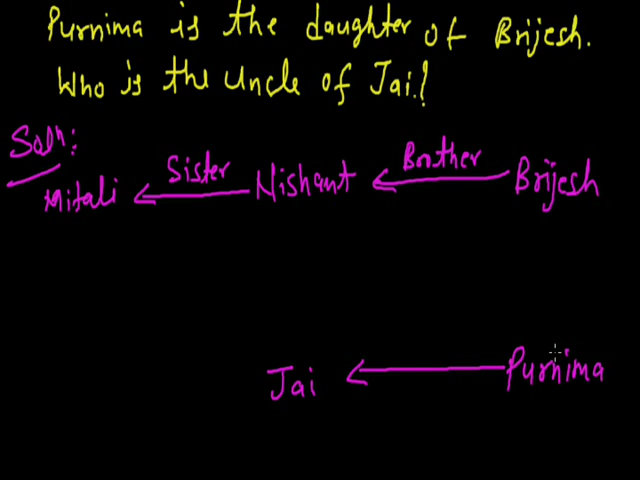 Purnima is the daughter of Brijesh.
Who is the Uncle of Jai?
Soln:
Mitali Sister Nishant Brother Brijesh
Jai Purnima